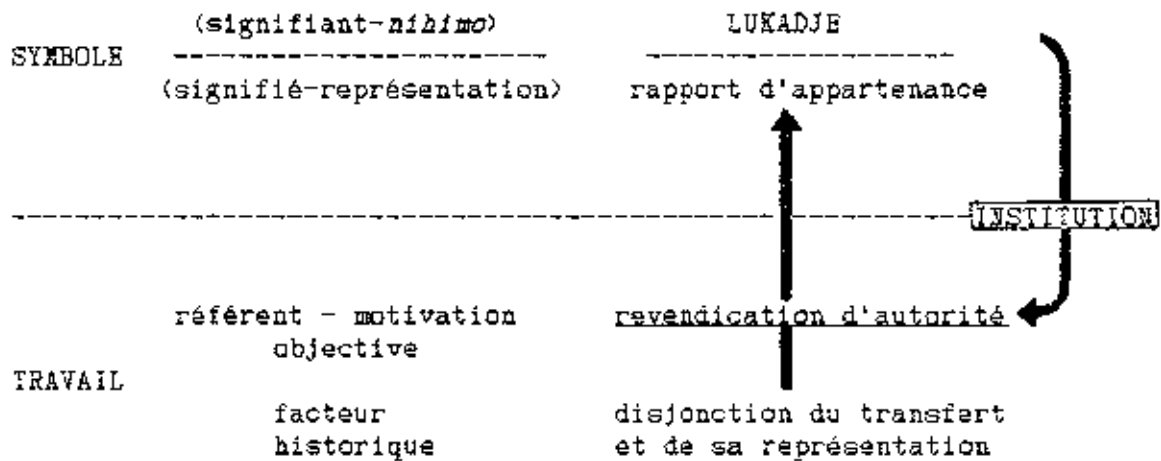 (signifiant-nihimo) LUKADJE
SYMBOLE
(signifié-représentation) rapport d'appartenance
INSTITUTION
référent - motivation revendication d'autorité
objective
TRAVAIL
facteur disjonction du transfert
historique et de sa représentation